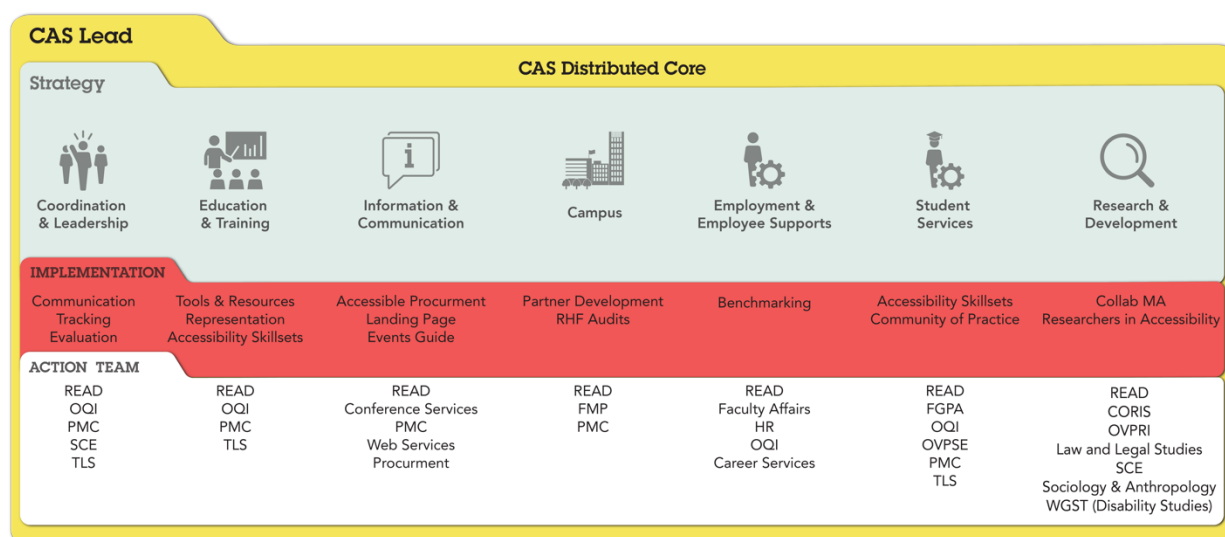 CAS Lead
CAS Distributed Core
Strategy
i
Coordination
& Leadership
Education
& Training
Information &
Communication
Campus
Employment &
Employee Supports
Student
Services
Research &
Development
IMPLEMENTATION
Communication
Tracking
Evaluation
Tools & Resources
Representation
Accessibility Skillsets
Accessible Procurment
Landing Page
Events Guide
Partner Development
RHF Audits
Benchmarking
Accessibility Skillsets
Community of Practice
Collab MA
Researchers in Accessibility
ACTION TEAM
READ
OQI
PMC
SCE
TLS
READ
OQI
PMC
TLS
READ
Conference Services
PMC
Web Services
Procurment
READ
FMP
PMC
READ
Faculty Affairs
HR
OQI
Career Services
READ
FGPA
OQI
OVPSE
PMC
TLS
READ
CORIS
OVPRI
Law and Legal Studies
SCE
Sociology & Anthropology
WGST (Disability Studies)